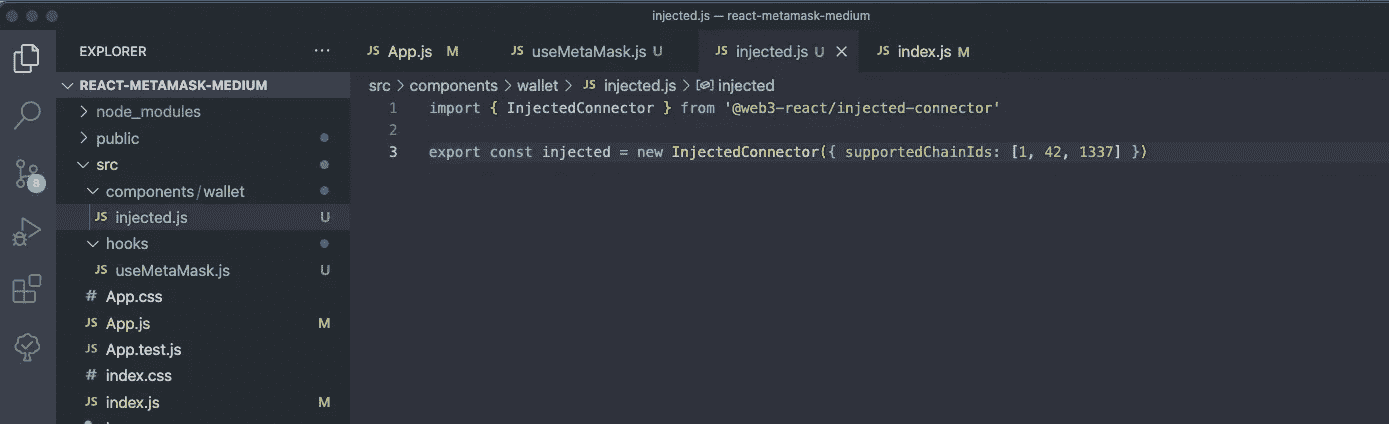 injected.js — react-metamask-medium
EXPLORER ···
JS App.js M JS useMetaMask.js U JS injected.js U × JS index.js M
REACT-METAMASK-MEDIUM
src > components > wallet > JS injected.js > injected
node_modules
public
src
8
components/wallet
JS injected.js U
hooks
JS useMetaMask.js U
# App.css
JS App.js M
JS App.test.js
# index.css
JS index.js M
1 import { InjectedConnector } from '@web3-react/injected-connector'
2
3 export const injected = new InjectedConnector({ supportedChainIds: [1, 42, 1337] })